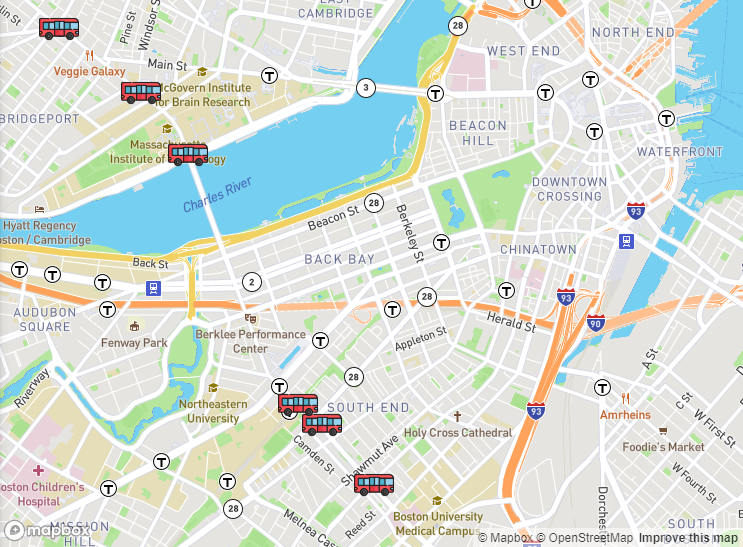 EAST
CAMBRIDGE
Pine St
Windsor St
28
NORTH END
WEST END
Main St
Veggie Galaxy
T
McGovern Institute
for Brain Research
3
T
T
T
T
T
BRIDGEPORT
BEACON
HILL
Massachusetts
Institute of Technology
WATERFRONT
Charles River
DOWNTOWN
CROSSING
28
Beacon St
Berkeley St
93
Hyatt Regency
Boston / Cambridge
T
CHINATOWN
Back St
BACK BAY
T
T
T
2
T
28
93
AUDUBON
SQUARE
T
T
Herald St
90
Fenway Park
Berklee Performance
Center
T
Appleton St
A St
Riverway
28
T
T
Northeastern
University
SOUTH END
T
93
Amrheins
C St
W First St
Holy Cross Cathedral
Camden St
Shawmut Ave
Foodie's Market
T
Boston Children's
Hospital
T
T
W Fourth St
28
Reed St
Boston University
Medical Campus
mapbox
MISSION
HILL
SOUTH
© Mapbox © OpenStreetMap Improve this map